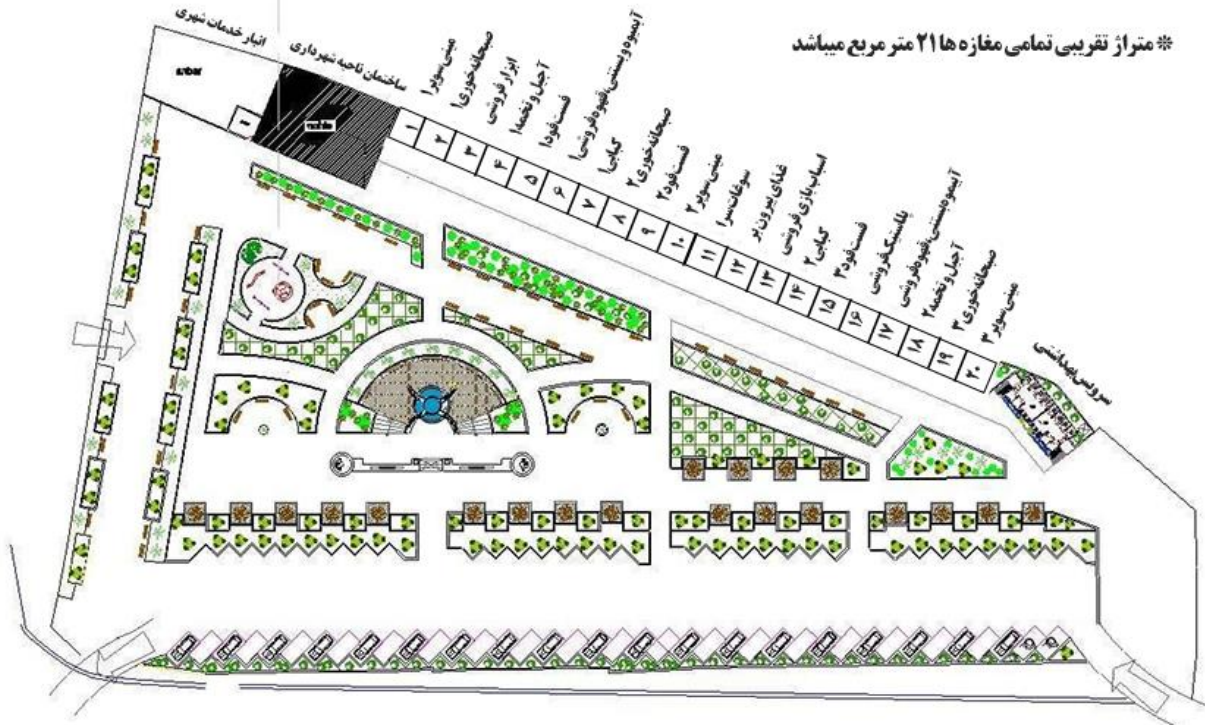 * متراژ تقریبی تمامی مغازه ها ۲۱ متر مربع میباشد
انبار خدمات شهری
ساختمان ناحیه شهرداری
مینی سوپر ۱
صبحانه خوری ۱
ابزار فروشی
آجیل و تخمه ۱
فست فود ۱
آبمیوه و بستنی، قهوه فروشی ۱
کبابی ۱
صبحانه خوری ۲
فست فود ۲
مینی سوپر ۲
سوغات سرا
غذای بیرون بر
اسباب بازی فروشی
کبابی ۲
فست فود ۳
پلاستیک فروشی
آبمیوه، بستنی، قهوه فروشی
آجیل و تخمه ۲
صبحانه خوری ۳
مینی سوپر ۳
سرویس بهداشتی
۱
۲
۳
۴
۵
۶
۷
۸
۹
۱۰
۱۱
۱۲
۱۳
۱۴
۱۵
۱۶
۱۷
۱۸
۱۹
۲۰